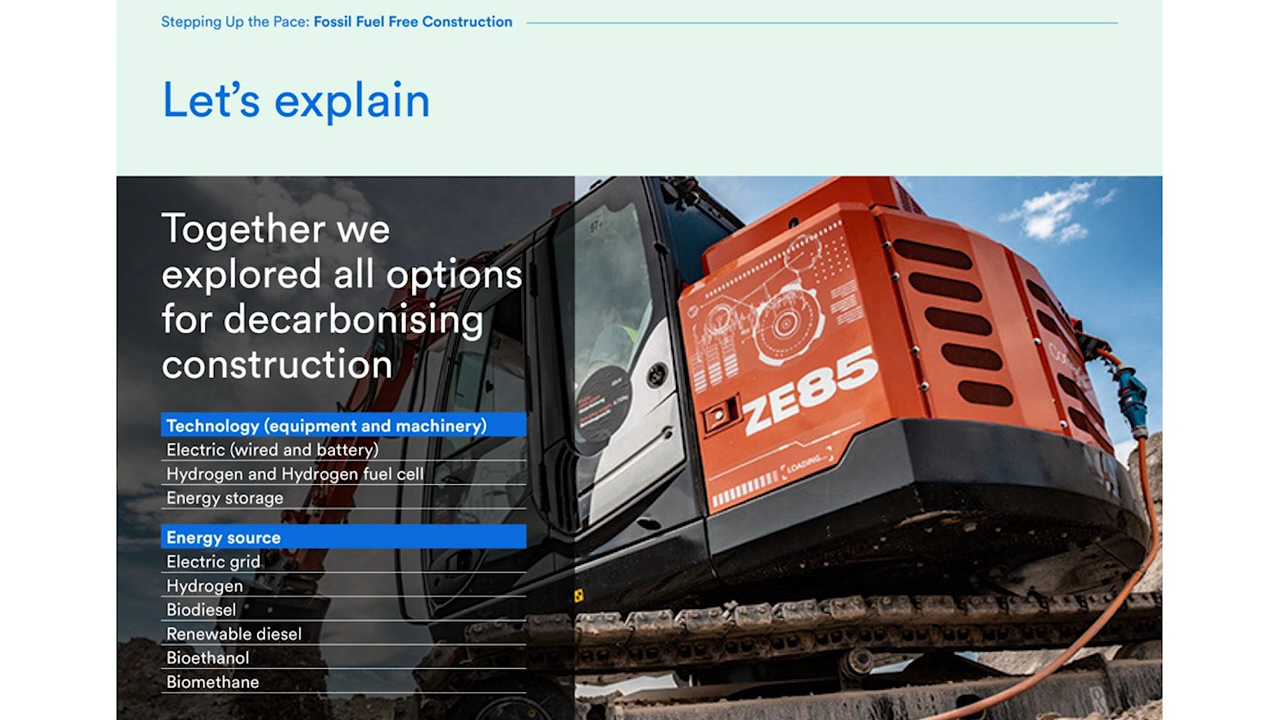 Stepping Up the Pace: Fossil Fuel Free Construction
Let’s explain
Together we
explored all options
for decarbonising
construction
Technology (equipment and machinery)
Electric (wired and battery)
Hydrogen and Hydrogen fuel cell
Energy storage
Energy source
Electric grid
Hydrogen
Biodiesel
Renewable diesel
Bioethanol
Biomethane
ZE85
LOADING...